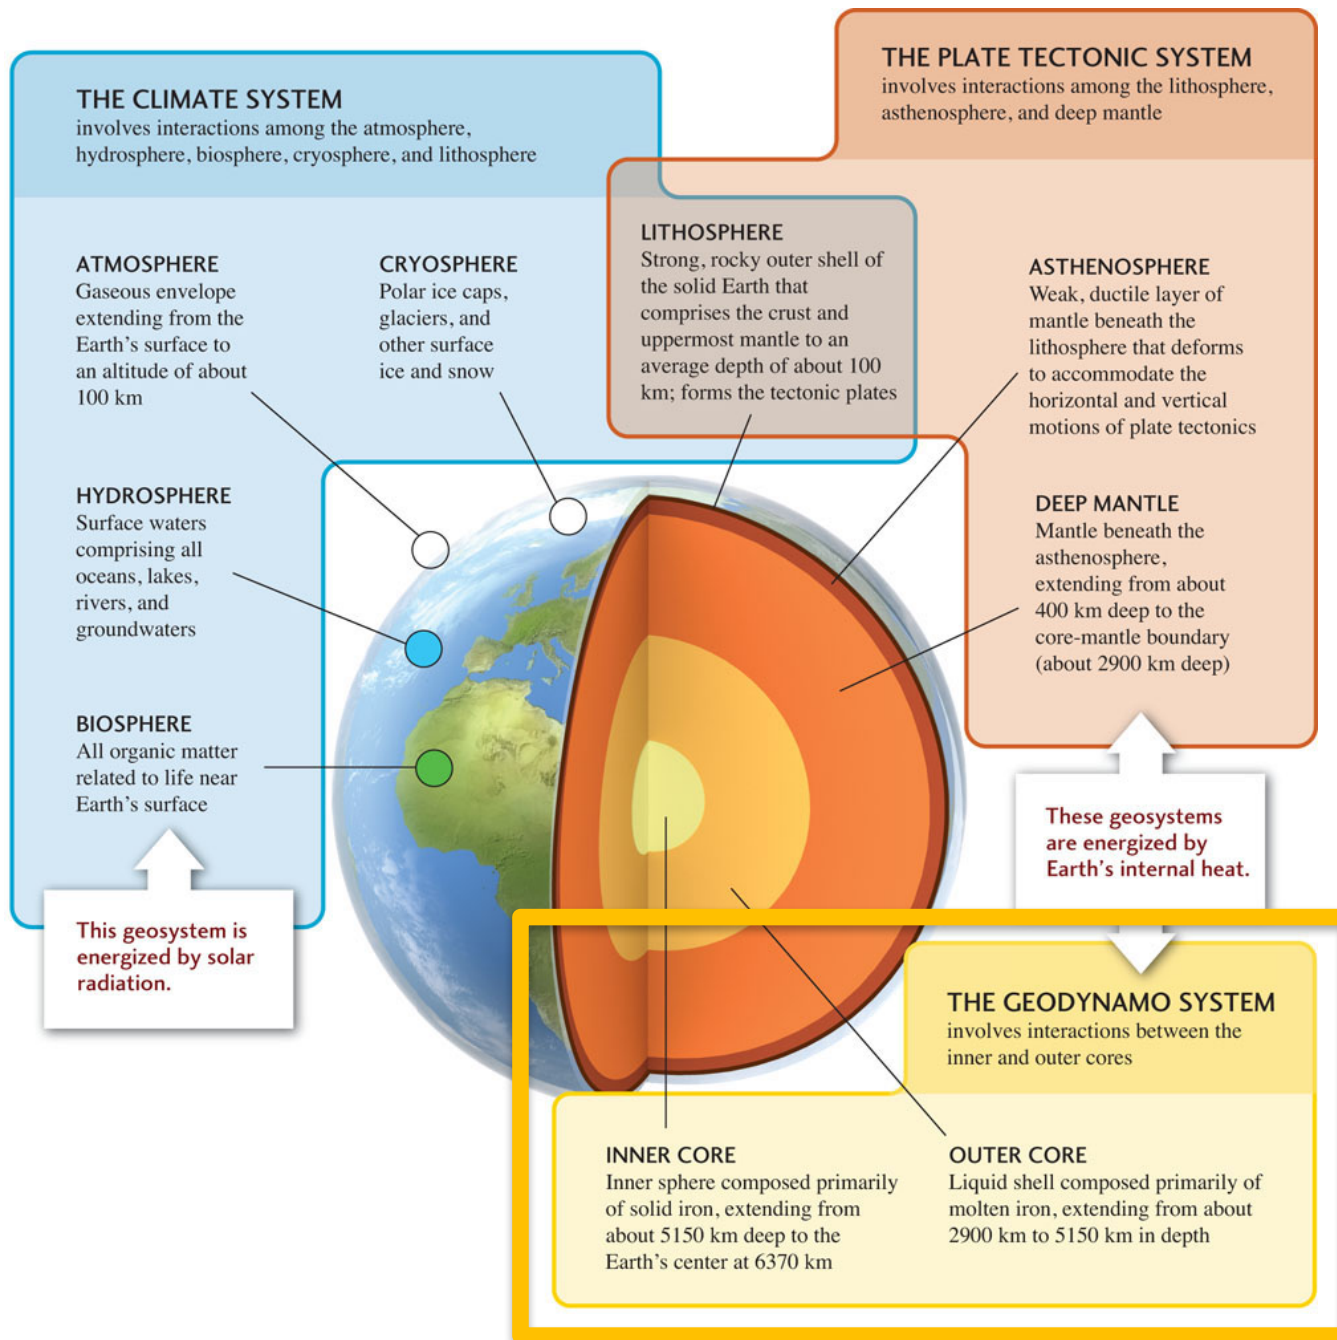 THE CLIMATE SYSTEM
involves interactions among the atmosphere,
hydrosphere, biosphere, cryosphere, and lithosphere
THE PLATE TECTONIC SYSTEM
involves interactions among the lithosphere,
asthenosphere, and deep mantle
ATMOSPHERE
Gaseous envelope
extending from the
Earth's surface to
an altitude of about
100 km
CRYOSPHERE
Polar ice caps,
glaciers, and
other surface
ice and snow
LITHOSPHERE
Strong, rocky outer shell of
the solid Earth that
comprises the crust and
uppermost mantle to an
average depth of about 100
km; forms the tectonic plates
ASTHENOSPHERE
Weak, ductile layer of
mantle beneath the
lithosphere that deforms
to accommodate the
horizontal and vertical
motions of plate tectonics
HYDROSPHERE
Surface waters
comprising all
oceans, lakes,
rivers, and
groundwaters
DEEP MANTLE
Mantle beneath the
asthenosphere,
extending from about
400 km deep to the
core-mantle boundary
(about 2900 km deep)
BIOSPHERE
All organic matter
related to life near
Earth's surface
These geosystems
are energized by
Earth's internal heat.
This geosystem is
energized by solar
radiation.
THE GEODYNAMO SYSTEM
involves interactions between the
inner and outer cores
INNER CORE
Inner sphere composed primarily
of solid iron, extending from
about 5150 km deep to the
Earth's center at 6370 km
OUTER CORE
Liquid shell composed primarily of
molten iron, extending from about
2900 km to 5150 km in depth